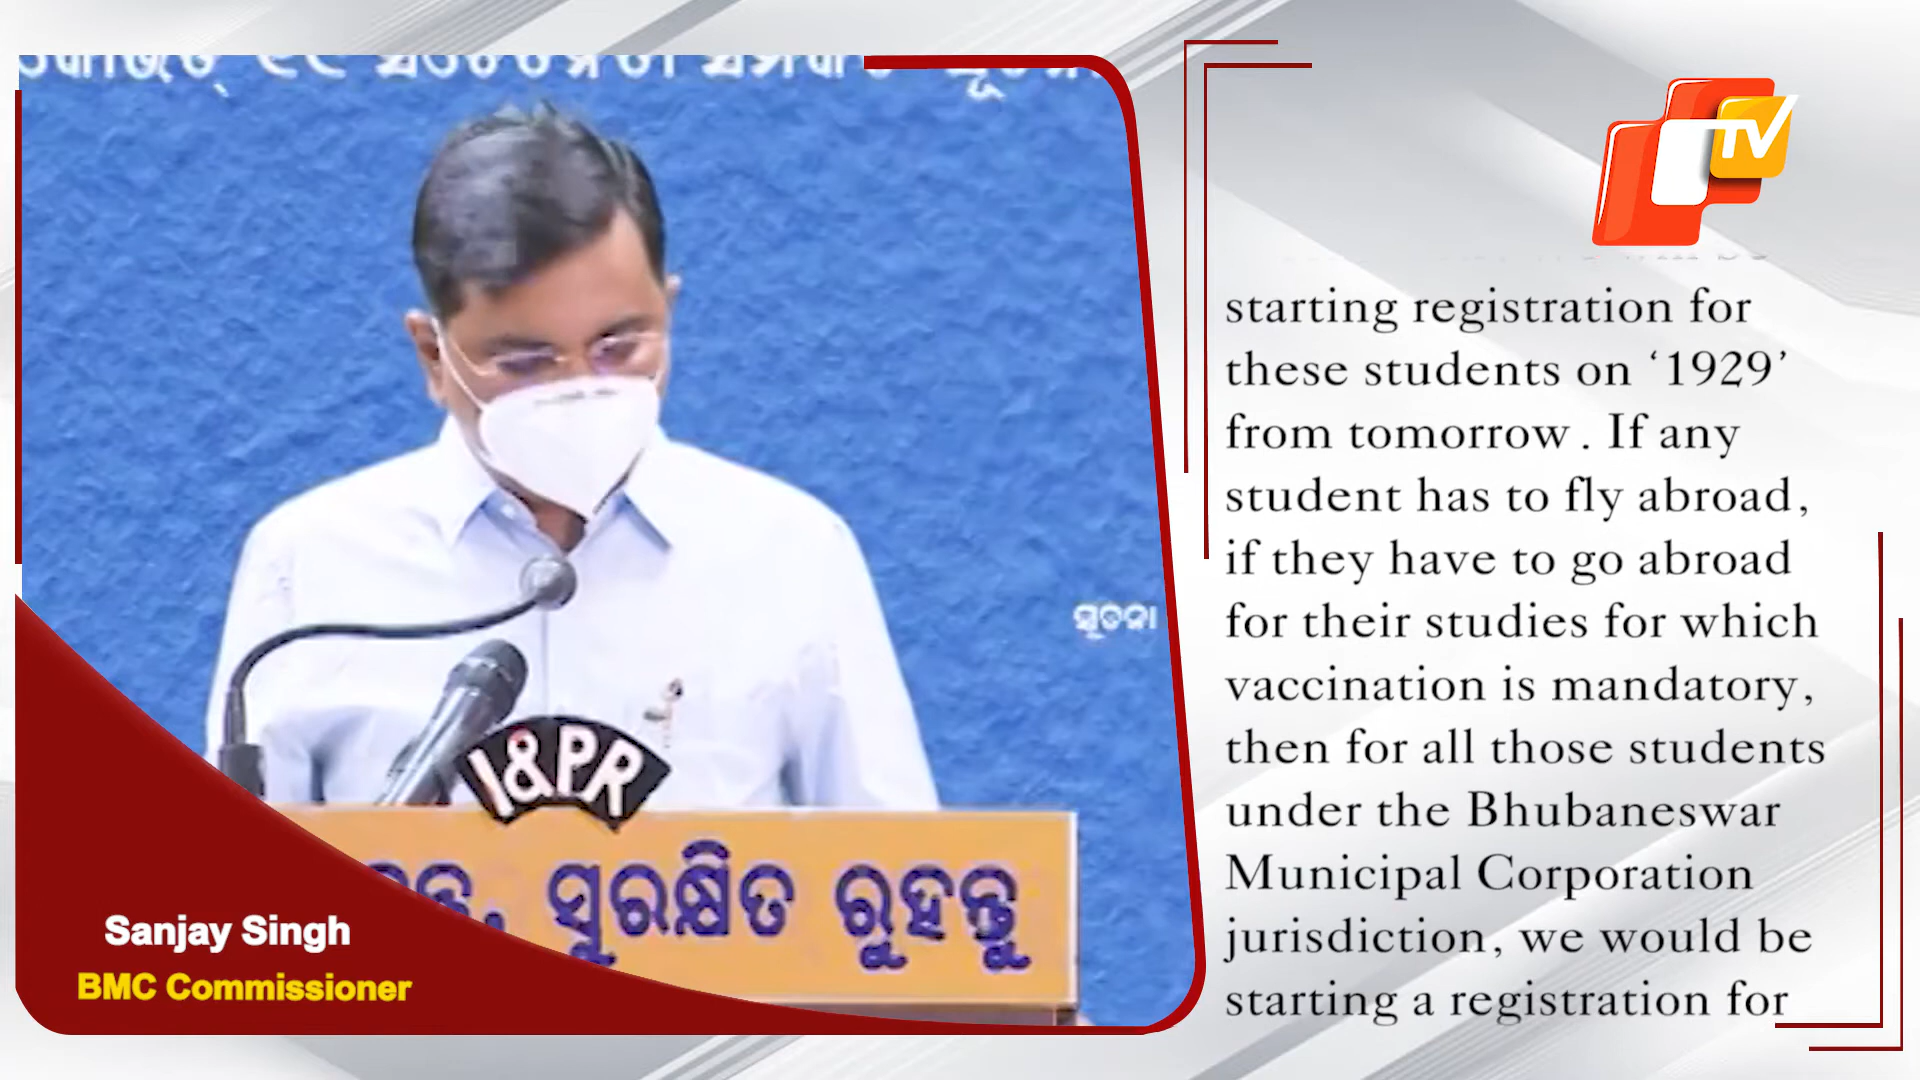 TV
starting registration for
these students on ‘1929’
from tomorrow. If any
student has to fly abroad,
if they have to go abroad
for their studies for which
vaccination is mandatory,
then for all those students
under the Bhubaneswar
Municipal Corporation
jurisdiction, we would be
starting a registration for
ସୂଚନା
I&PR
ସୁରକ୍ଷିତ ରୁହନ୍ତୁ
Sanjay Singh
BMC Commissioner